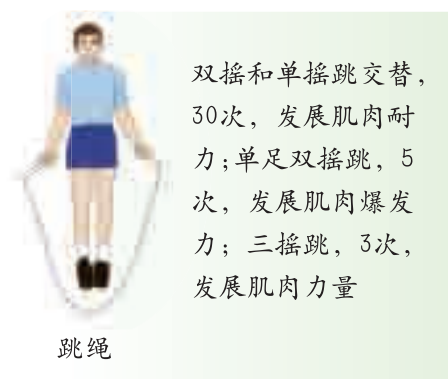 双摇和单摇跳交替，
30次，发展肌肉耐
力；单足双摇跳，5
次，发展肌肉爆发
力；三摇跳，3次，
发展肌肉力量
跳绳